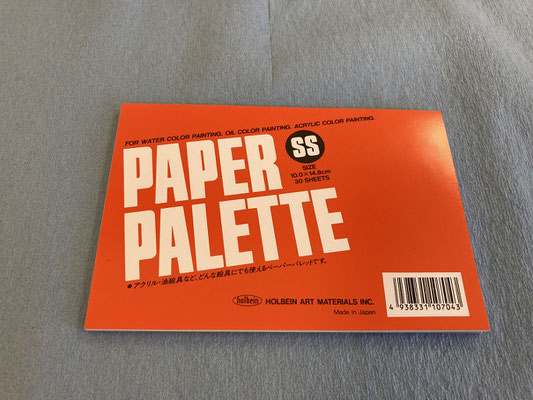 FOR WATER COLOR PAINTING. OIL COLOR PAINTING. ACRYLIC COLOR PAINTING.
PAPER
PALETTE
SS
SIZE
10.0×14.8cm
30 SHEETS
●アクリル・油絵具など、どんな絵具にでも使えるペーパーパレットです。
holbein
HOLBEIN ART MATERIALS INC.
Made in Japan
4 938331 107043